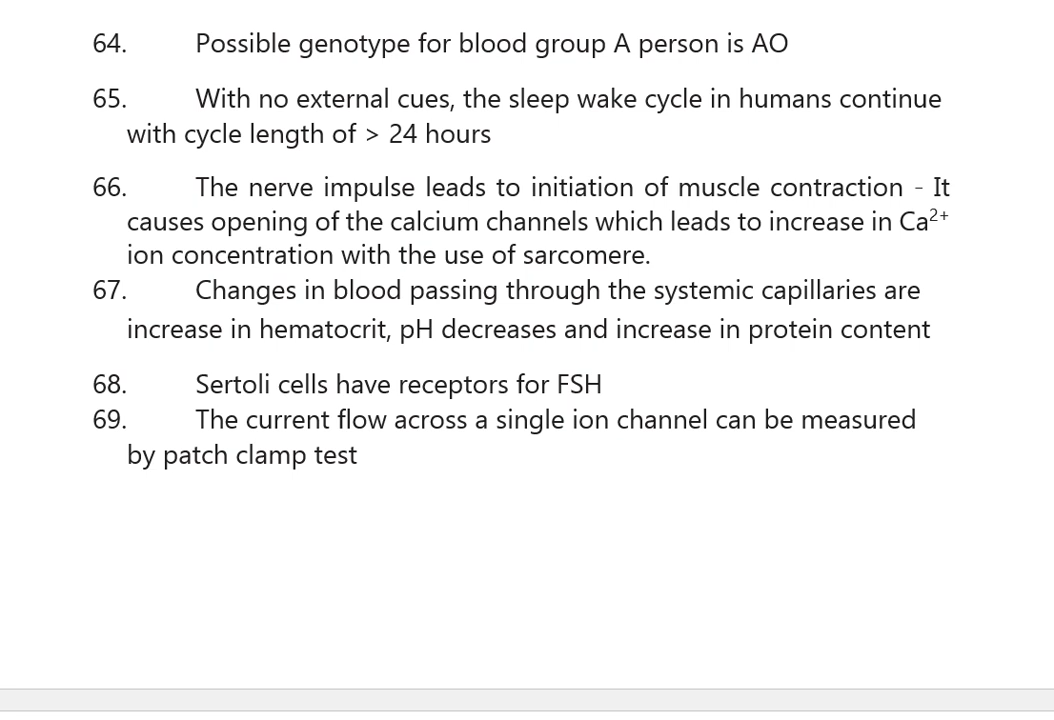 64. Possible genotype for blood group A person is AO
65. With no external cues, the sleep wake cycle in humans continue
with cycle length of > 24 hours
66. The nerve impulse leads to initiation of muscle contraction - It
causes opening of the calcium channels which leads to increase in Ca²⁺
ion concentration with the use of sarcomere.
67. Changes in blood passing through the systemic capillaries are
increase in hematocrit, pH decreases and increase in protein content
68. Sertoli cells have receptors for FSH
69. The current flow across a single ion channel can be measured
by patch clamp test